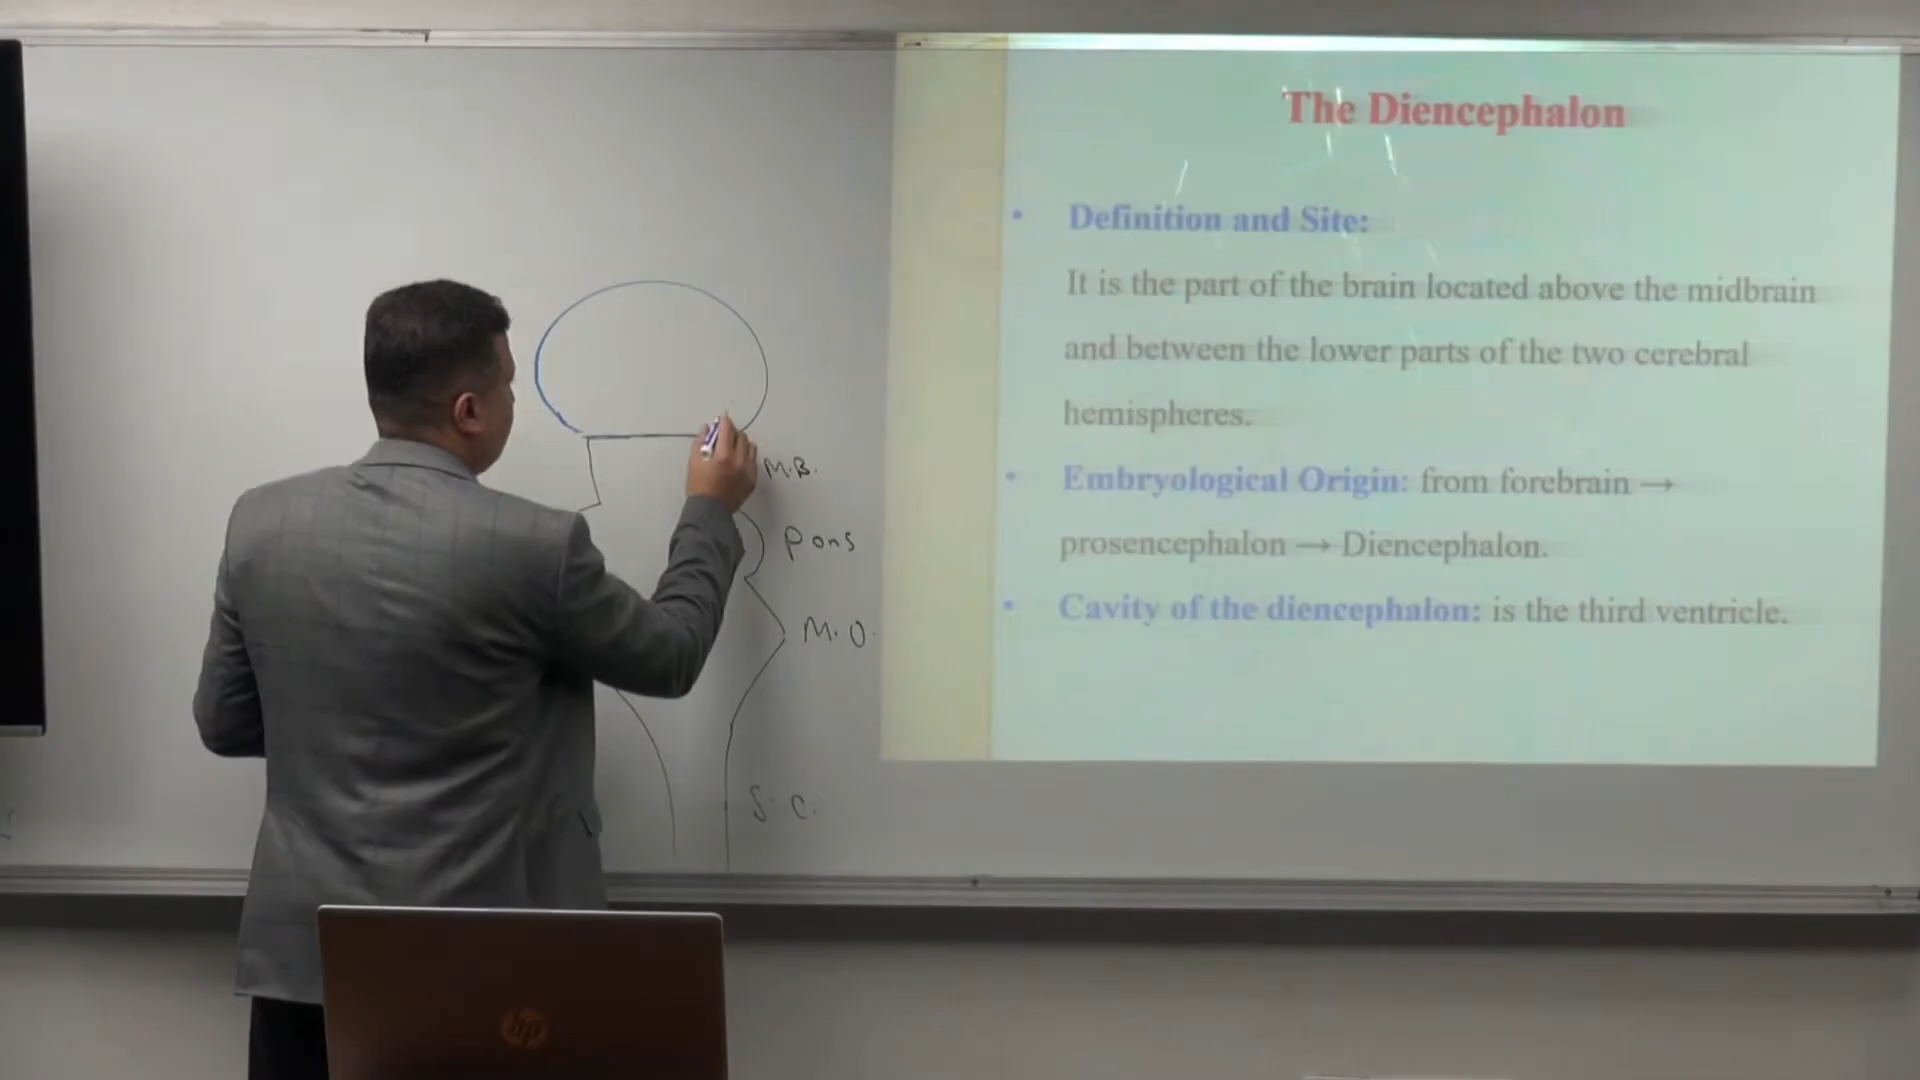 The Diencephalon
• Definition and Site:
It is the part of the brain located above the midbrain
and between the lower parts of the two cerebral
hemispheres.
• Embryological Origin: from forebrain →
prosencephalon → Diencephalon.
• Cavity of the diencephalon: is the third ventricle.
M.B.
Pons
M.O.
S.C.
hp